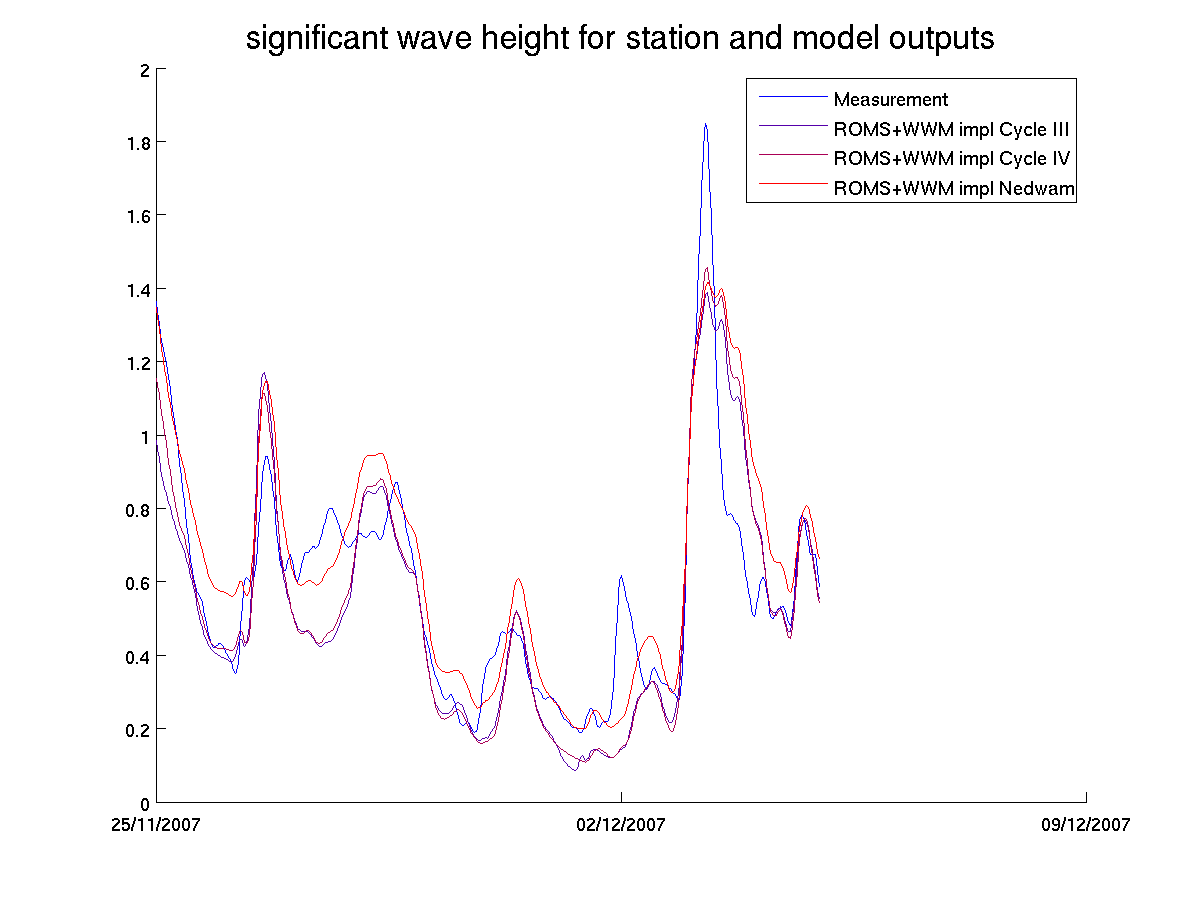 significant wave height for station and model outputs
2
Measurement
ROMS+WWM impl Cycle III
1.8
ROMS+WWM impl Cycle IV
ROMS+WWM impl Nedwam
1.6
1.4
1.2
1
0.8
0.6
0.4
0.2
0
25/11/2007 02/12/2007 09/12/2007